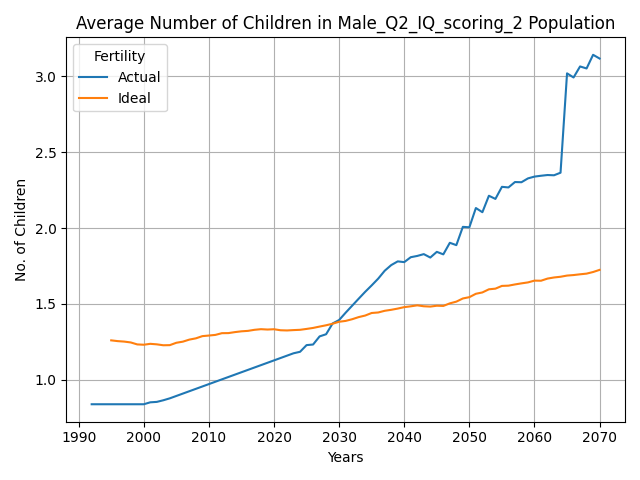 Average Number of Children in Male_Q2_IQ_scoring_2 Population
Fertility
Actual
Ideal
3.0
2.5
2.0
1.5
1.0
No. of Children
1990 2000 2010 2020 2030 2040 2050 2060 2070
Years